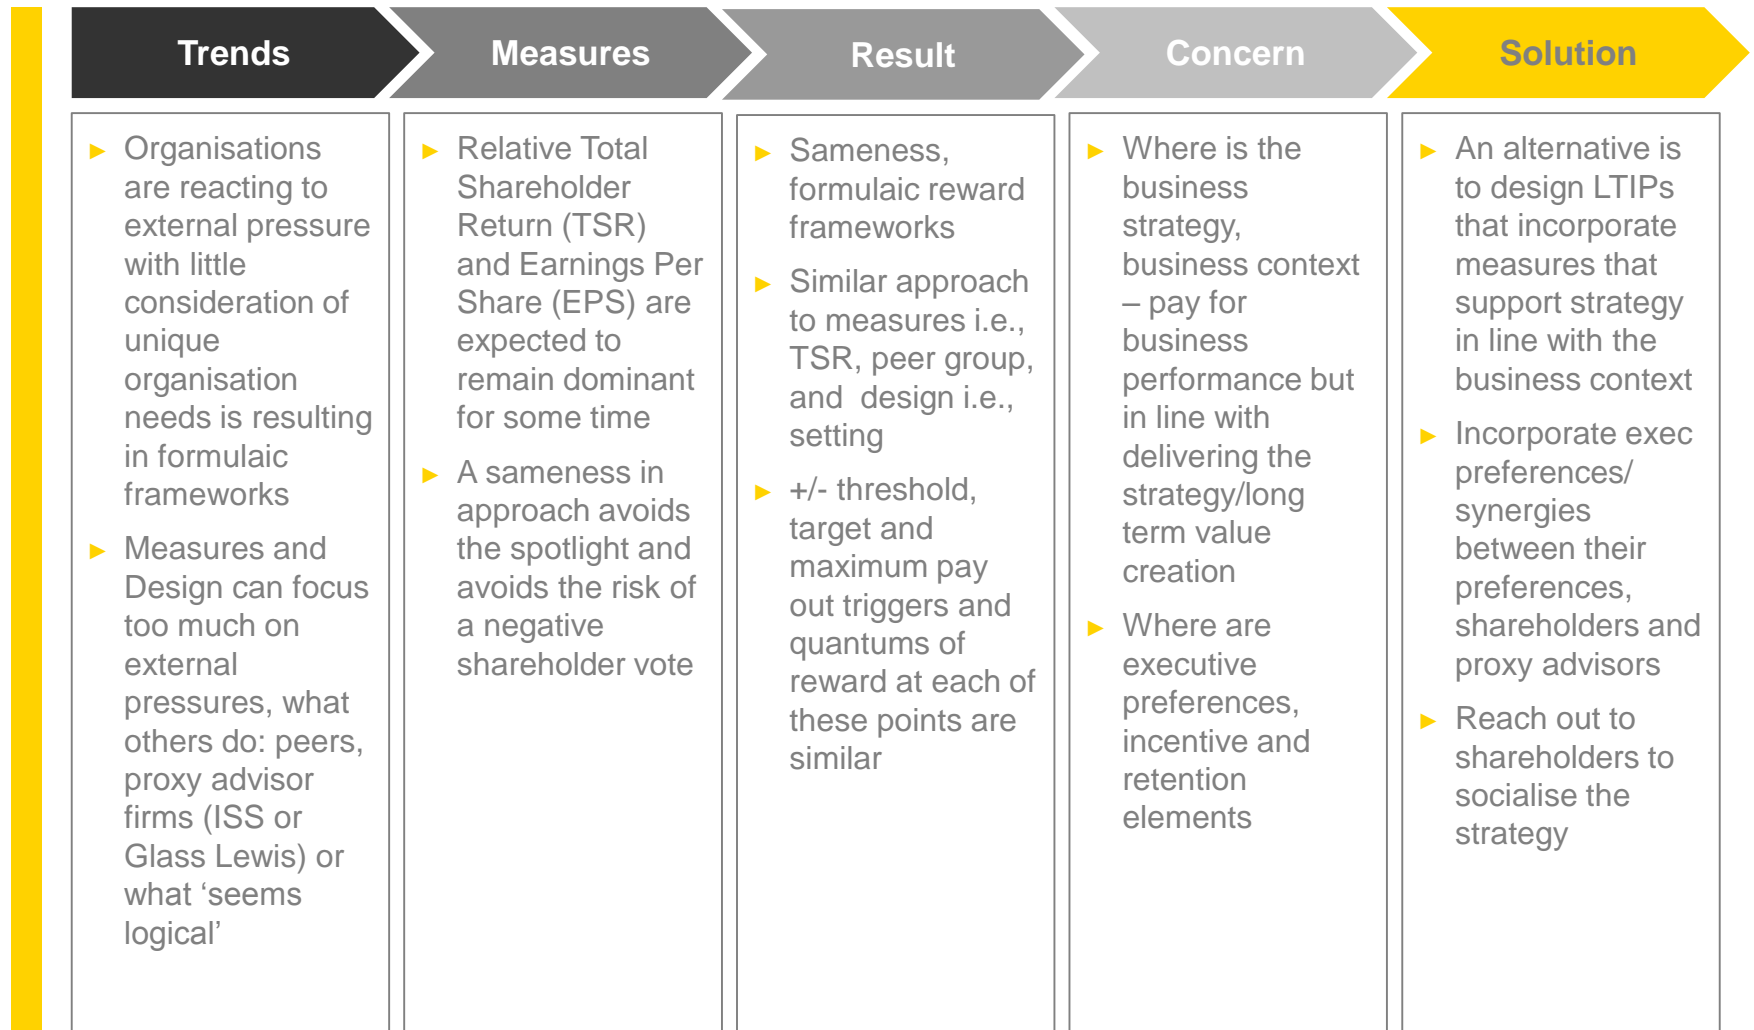 Trends
Measures
Result
Concern
Solution
► Organisations
are reacting to
external pressure
with little
consideration of
unique
organisation
needs is resulting
in formulaic
frameworks
► Measures and
Design can focus
too much on
external
pressures, what
others do: peers,
proxy advisor
firms (ISS or
Glass Lewis) or
what ‘seems
logical’
► Relative Total
Shareholder
Return (TSR)
and Earnings Per
Share (EPS) are
expected to
remain dominant
for some time
► A sameness in
approach avoids
the spotlight and
avoids the risk of
a negative
shareholder vote
► Sameness,
formulaic reward
frameworks
► Similar approach
to measures i.e.,
TSR, peer group,
and  design i.e.,
setting
► +/- threshold,
target and
maximum pay
out triggers and
quantums of
reward at each of
these points are
similar
► Where is the
business
strategy,
business context
– pay for
business
performance but
in line with
delivering the
strategy/long
term value
creation
► Where are
executive
preferences,
incentive and
retention
elements
► An alternative is
to design LTIPs
that incorporate
measures that
support strategy
in line with the
business context
► Incorporate exec
preferences/
synergies
between their
preferences,
shareholders and
proxy advisors
► Reach out to
shareholders to
socialise the
strategy